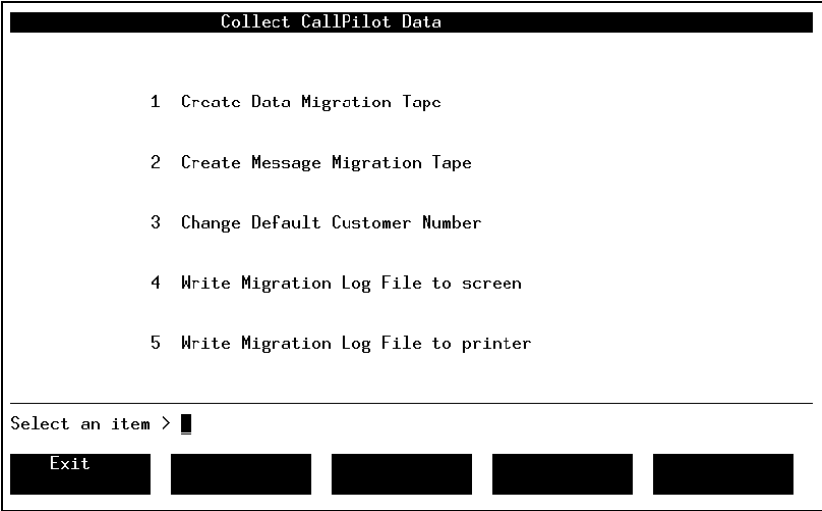 Collect CallPilot Data
1 Create Data Migration Tape
2 Create Message Migration Tape
3 Change Default Customer Number
4 Write Migration Log File to screen
5 Write Migration Log File to printer
Select an item >
Exit